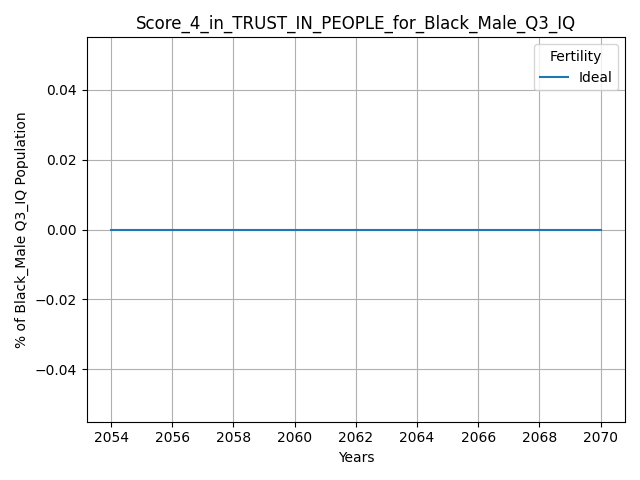 Score_4_in_TRUST_IN_PEOPLE_for_Black_Male_Q3_IQ
Fertility
Ideal
% of Black_Male Q3_IQ Population
0.04
0.02
0.00
−0.02
−0.04
2054 2056 2058 2060 2062 2064 2066 2068 2070
Years